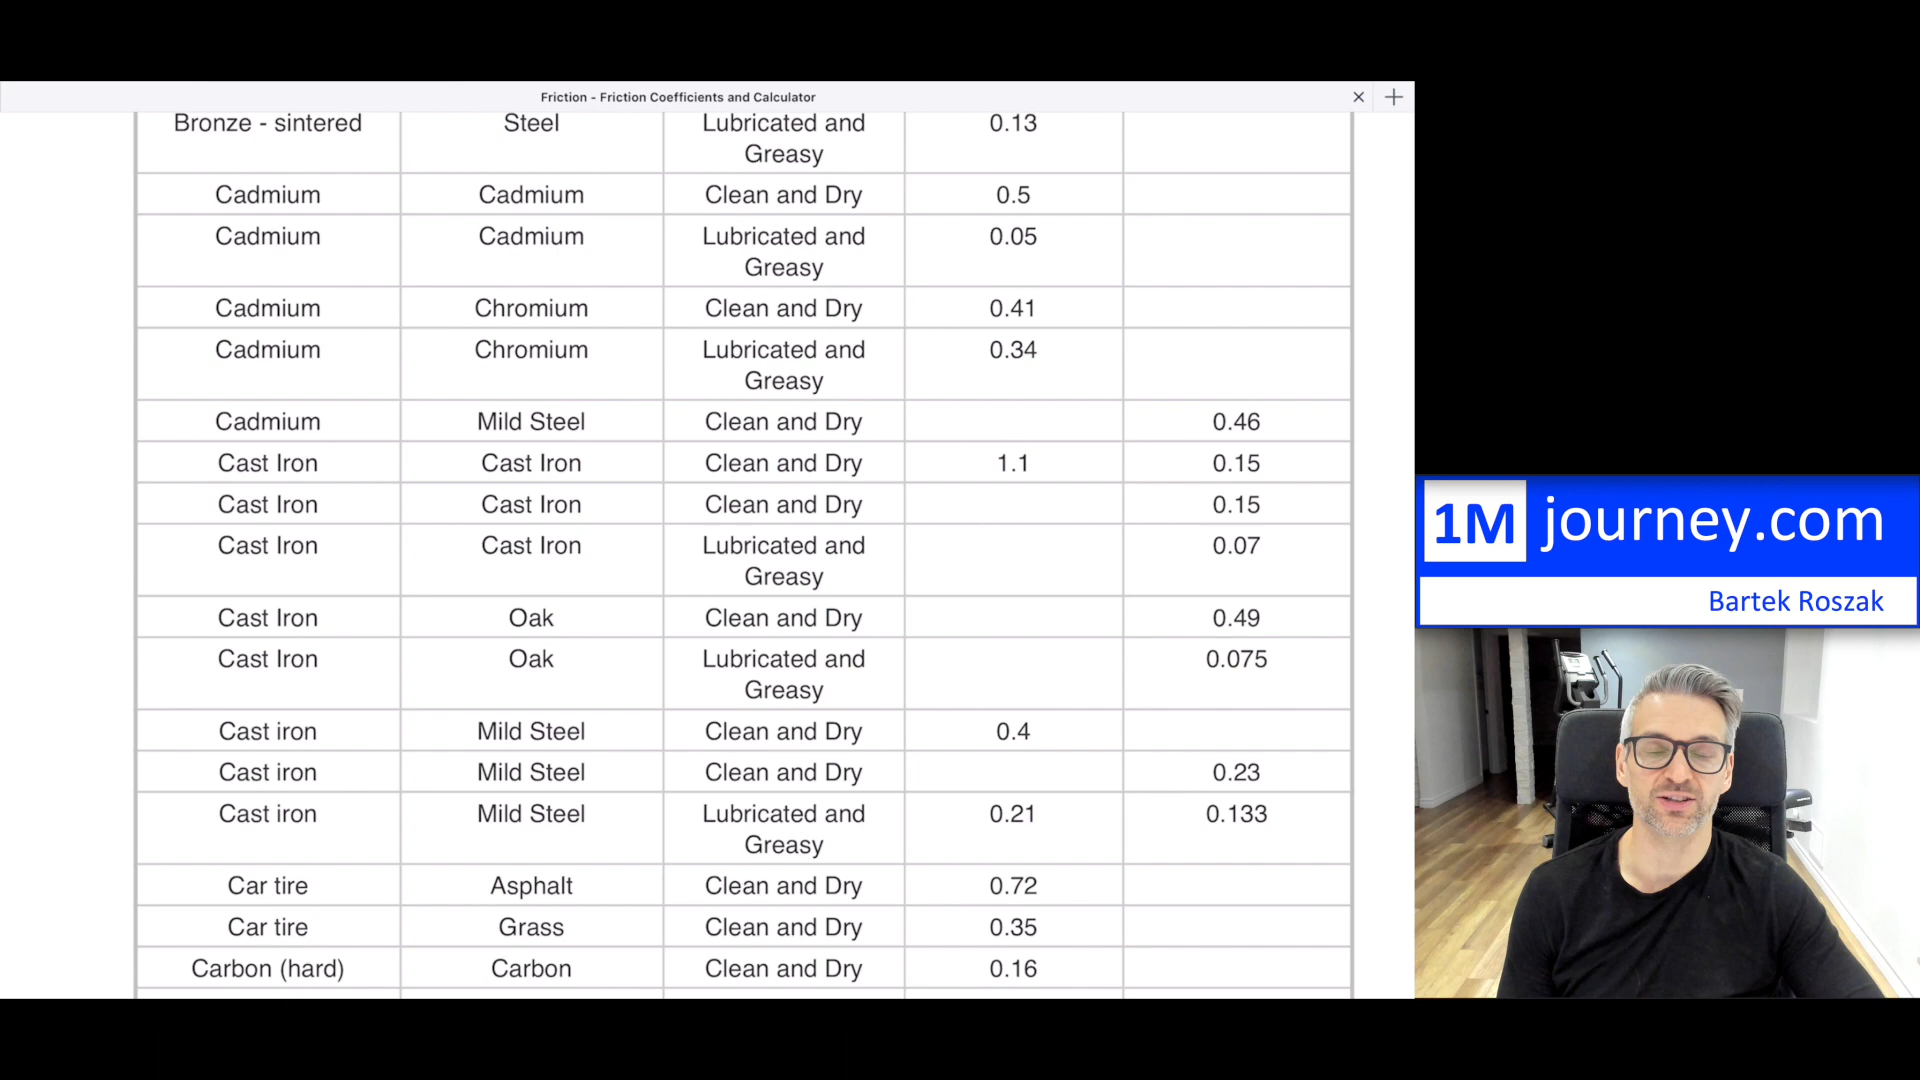 Friction - Friction Coefficients and Calculator
Bronze - sintered Steel Lubricated and 0.13
Greasy
Cadmium Cadmium Clean and Dry 0.5
Cadmium Cadmium Lubricated and 0.05
Greasy
Cadmium Chromium Clean and Dry 0.41
Cadmium Chromium Lubricated and 0.34
Greasy
Cadmium Mild Steel Clean and Dry 0.46
Cast Iron Cast Iron Clean and Dry 1.1 0.15
Cast Iron Cast Iron Clean and Dry 0.15
Cast Iron Cast Iron Lubricated and 0.07
Greasy
Cast Iron Oak Clean and Dry 0.49
Cast Iron Oak Lubricated and 0.075
Greasy
Cast iron Mild Steel Clean and Dry 0.4
Cast iron Mild Steel Clean and Dry 0.23
Cast iron Mild Steel Lubricated and 0.21 0.133
Greasy
Car tire Asphalt Clean and Dry 0.72
Car tire Grass Clean and Dry 0.35
Carbon (hard) Carbon Clean and Dry 0.16
1M journey.com
Bartek Roszak